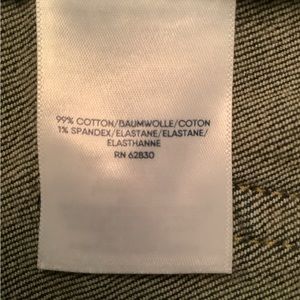 99% COTTON/BAUMWOLLE/COTON
1% SPANDEX/ELASTANE/ELASTANE/
ELASTHANNE
RN 62830